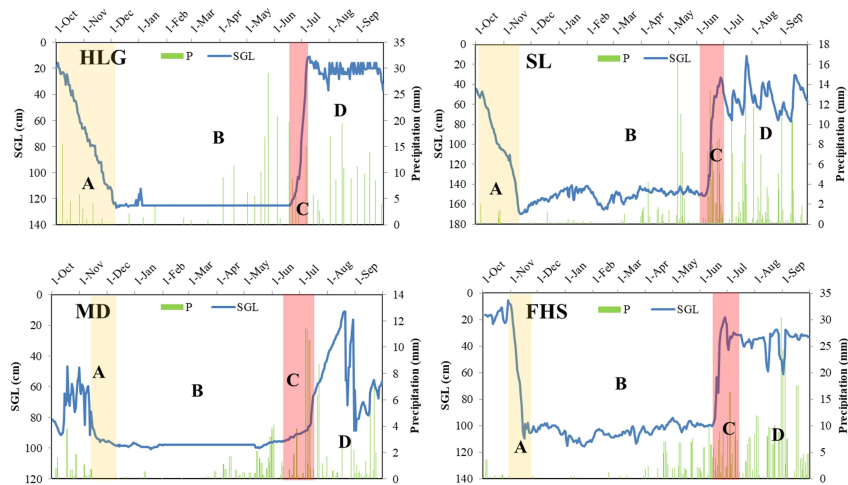 1-Oct 1-Nov 1-Dec 1-Jan 1-Feb 1-Mar 1-Apr 1-May 1-Jun 1-Jul 1-Aug 1-Sep
HLG P SGL
SGL (cm)
0 20 40 60 80 100 120 140
Precipitation (mm)
35 30 25 20 15 10 5 0
A B C D
1-Oct 1-Nov 1-Dec 1-Jan 1-Feb 1-Mar 1-Apr 1-May 1-Jun 1-Jul 1-Aug 1-Sep
SL P SGL
SGL (cm)
0 20 40 60 80 100 120 140 160 180
Precipitation (mm)
18 16 14 12 10 8 6 4 2 0
A B C D
1-Oct 1-Nov 1-Dec 1-Jan 1-Feb 1-Mar 1-Apr 1-May 1-Jun 1-Jul 1-Aug 1-Sep
MD P SGL
SGL (cm)
0 20 40 60 80 100 120
Precipitation (mm)
14 12 10 8 6 4 2 0
A B C D
1-Oct 1-Nov 1-Dec 1-Jan 1-Feb 1-Mar 1-Apr 1-May 1-Jun 1-Jul 1-Aug 1-Sep
FHS P SGL
SGL (cm)
0 20 40 60 80 100 120 140
Precipitation (mm)
35 30 25 20 15 10 5 0
A B C D